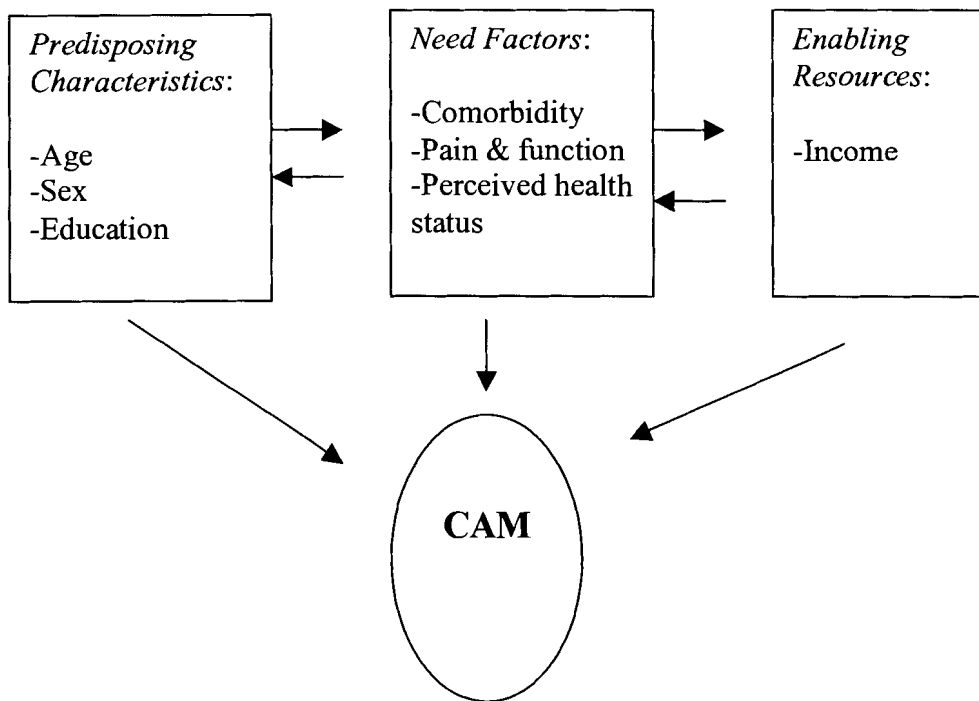 Predisposing
Characteristics:
-Age
-Sex
-Education
Need Factors:
-Comorbidity
-Pain & function
-Perceived health
status
Enabling
Resources:
-Income
CAM